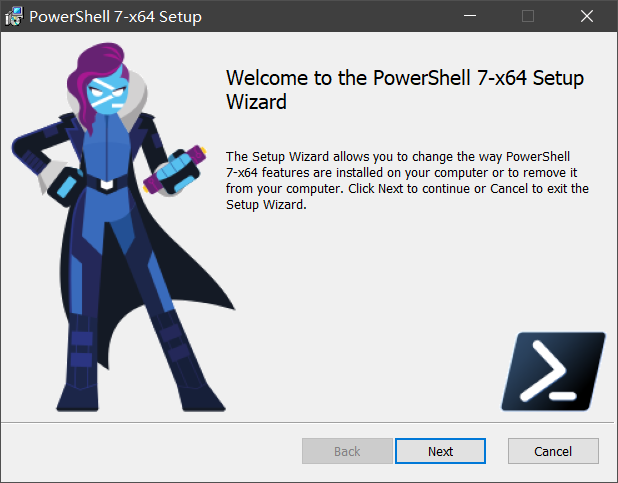 PowerShell 7-x64 Setup
Welcome to the PowerShell 7-x64 Setup
Wizard
The Setup Wizard allows you to change the way PowerShell
7-x64 features are installed on your computer or to remove it
from your computer. Click Next to continue or Cancel to exit the
Setup Wizard.
Back
Next
Cancel